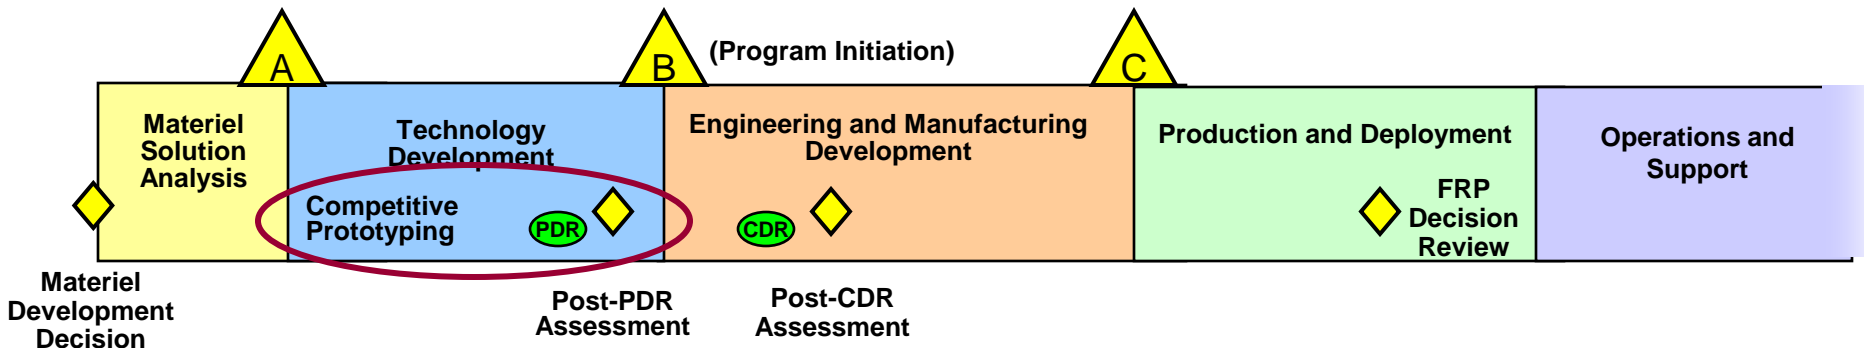 A
B
(Program Initiation)
C
Materiel
Solution
Analysis
Technology
Development
Engineering and Manufacturing
Development
Production and Deployment
Operations and
Support
Competitive
Prototyping
PDR
CDR
FRP
Decision
Review
Materiel
Development
Decision
Post-PDR
Assessment
Post-CDR
Assessment